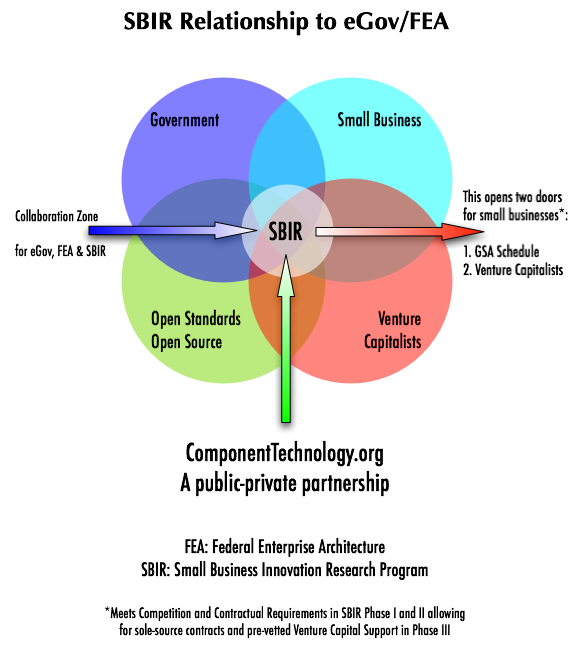 SBIR Relationship to eGov/FEA
Government
Small Business
Collaboration Zone
for eGov, FEA & SBIR
SBIR
This opens two doors
for small businesses*:
1. GSA Schedule
2. Venture Capitalists
Open Standards
Open Source
Venture
Capitalists
ComponentTechnology.org
A public-private partnership
FEA: Federal Enterprise Architecture
SBIR: Small Business Innovation Research Program
*Meets Competition and Contractual Requirements in SBIR Phase I and II allowing
for sole-source contracts and pre-vetted Venture Capital Support in Phase III